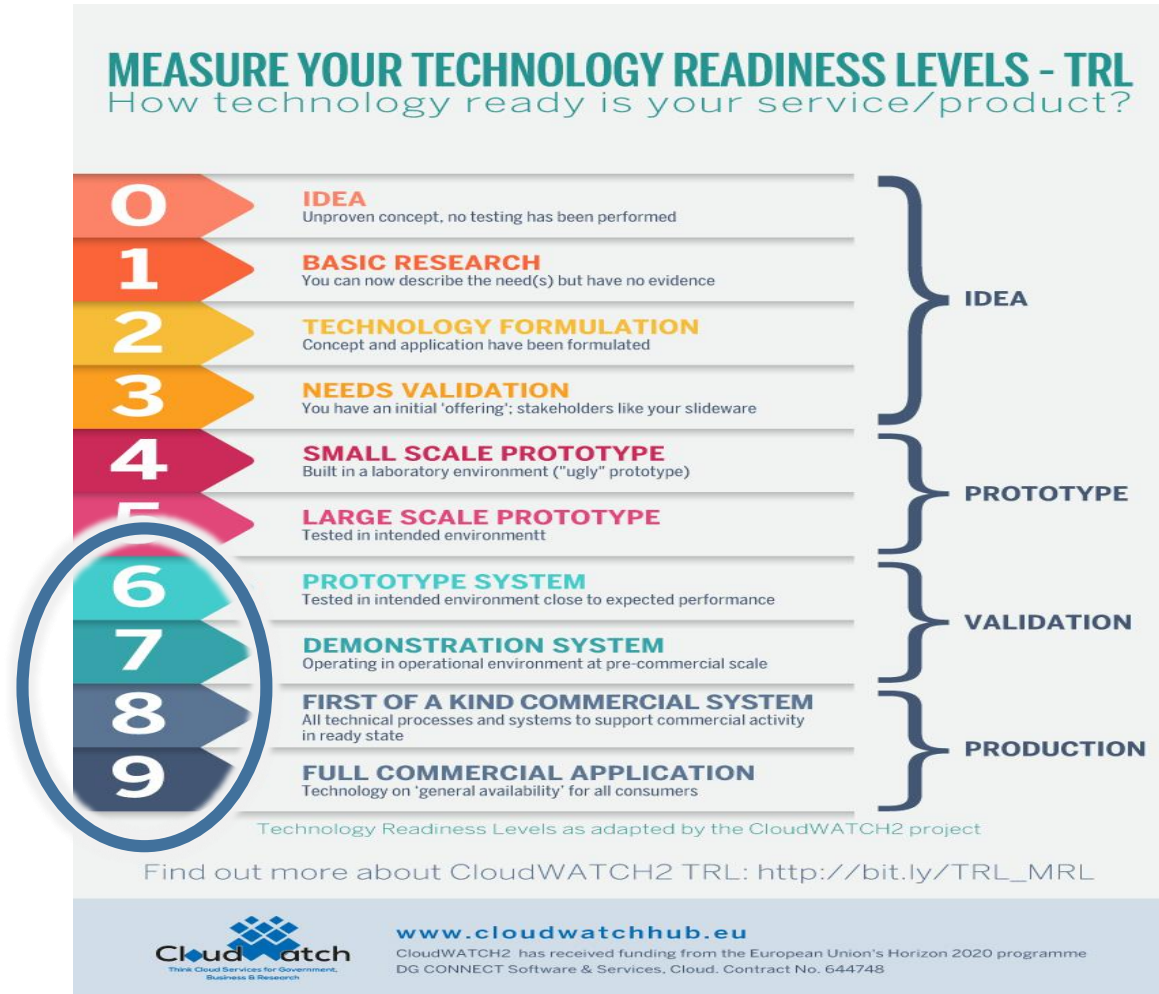 MEASURE YOUR TECHNOLOGY READINESS LEVELS - TRL
How technology ready is your service/product?
0
IDEA
Unproven concept, no testing has been performed
1
BASIC RESEARCH
You can now describe the need(s) but have no evidence
2
TECHNOLOGY FORMULATION
Concept and application have been formulated
3
NEEDS VALIDATION
You have an initial 'offering'; stakeholders like your slideware
IDEA
4
SMALL SCALE PROTOTYPE
Built in a laboratory environment ("ugly" prototype)
5
LARGE SCALE PROTOTYPE
Tested in intended environmentt
PROTOTYPE
6
PROTOTYPE SYSTEM
Tested in intended environment close to expected performance
7
DEMONSTRATION SYSTEM
Operating in operational environment at pre-commercial scale
VALIDATION
8
FIRST OF A KIND COMMERCIAL SYSTEM
All technical processes and systems to support commercial activity
in ready state
9
FULL COMMERCIAL APPLICATION
Technology on 'general availability' for all consumers
PRODUCTION
Technology Readiness Levels as adapted by the CloudWATCH2 project
Find out more about CloudWATCH2 TRL: http://bit.ly/TRL_MRL
CloudWatch
Think Cloud Services for Government,
Business & Research
www.cloudwatchhub.eu
CloudWATCH2 has received funding from the European Union's Horizon 2020 programme
DG CONNECT Software & Services, Cloud. Contract No. 644748